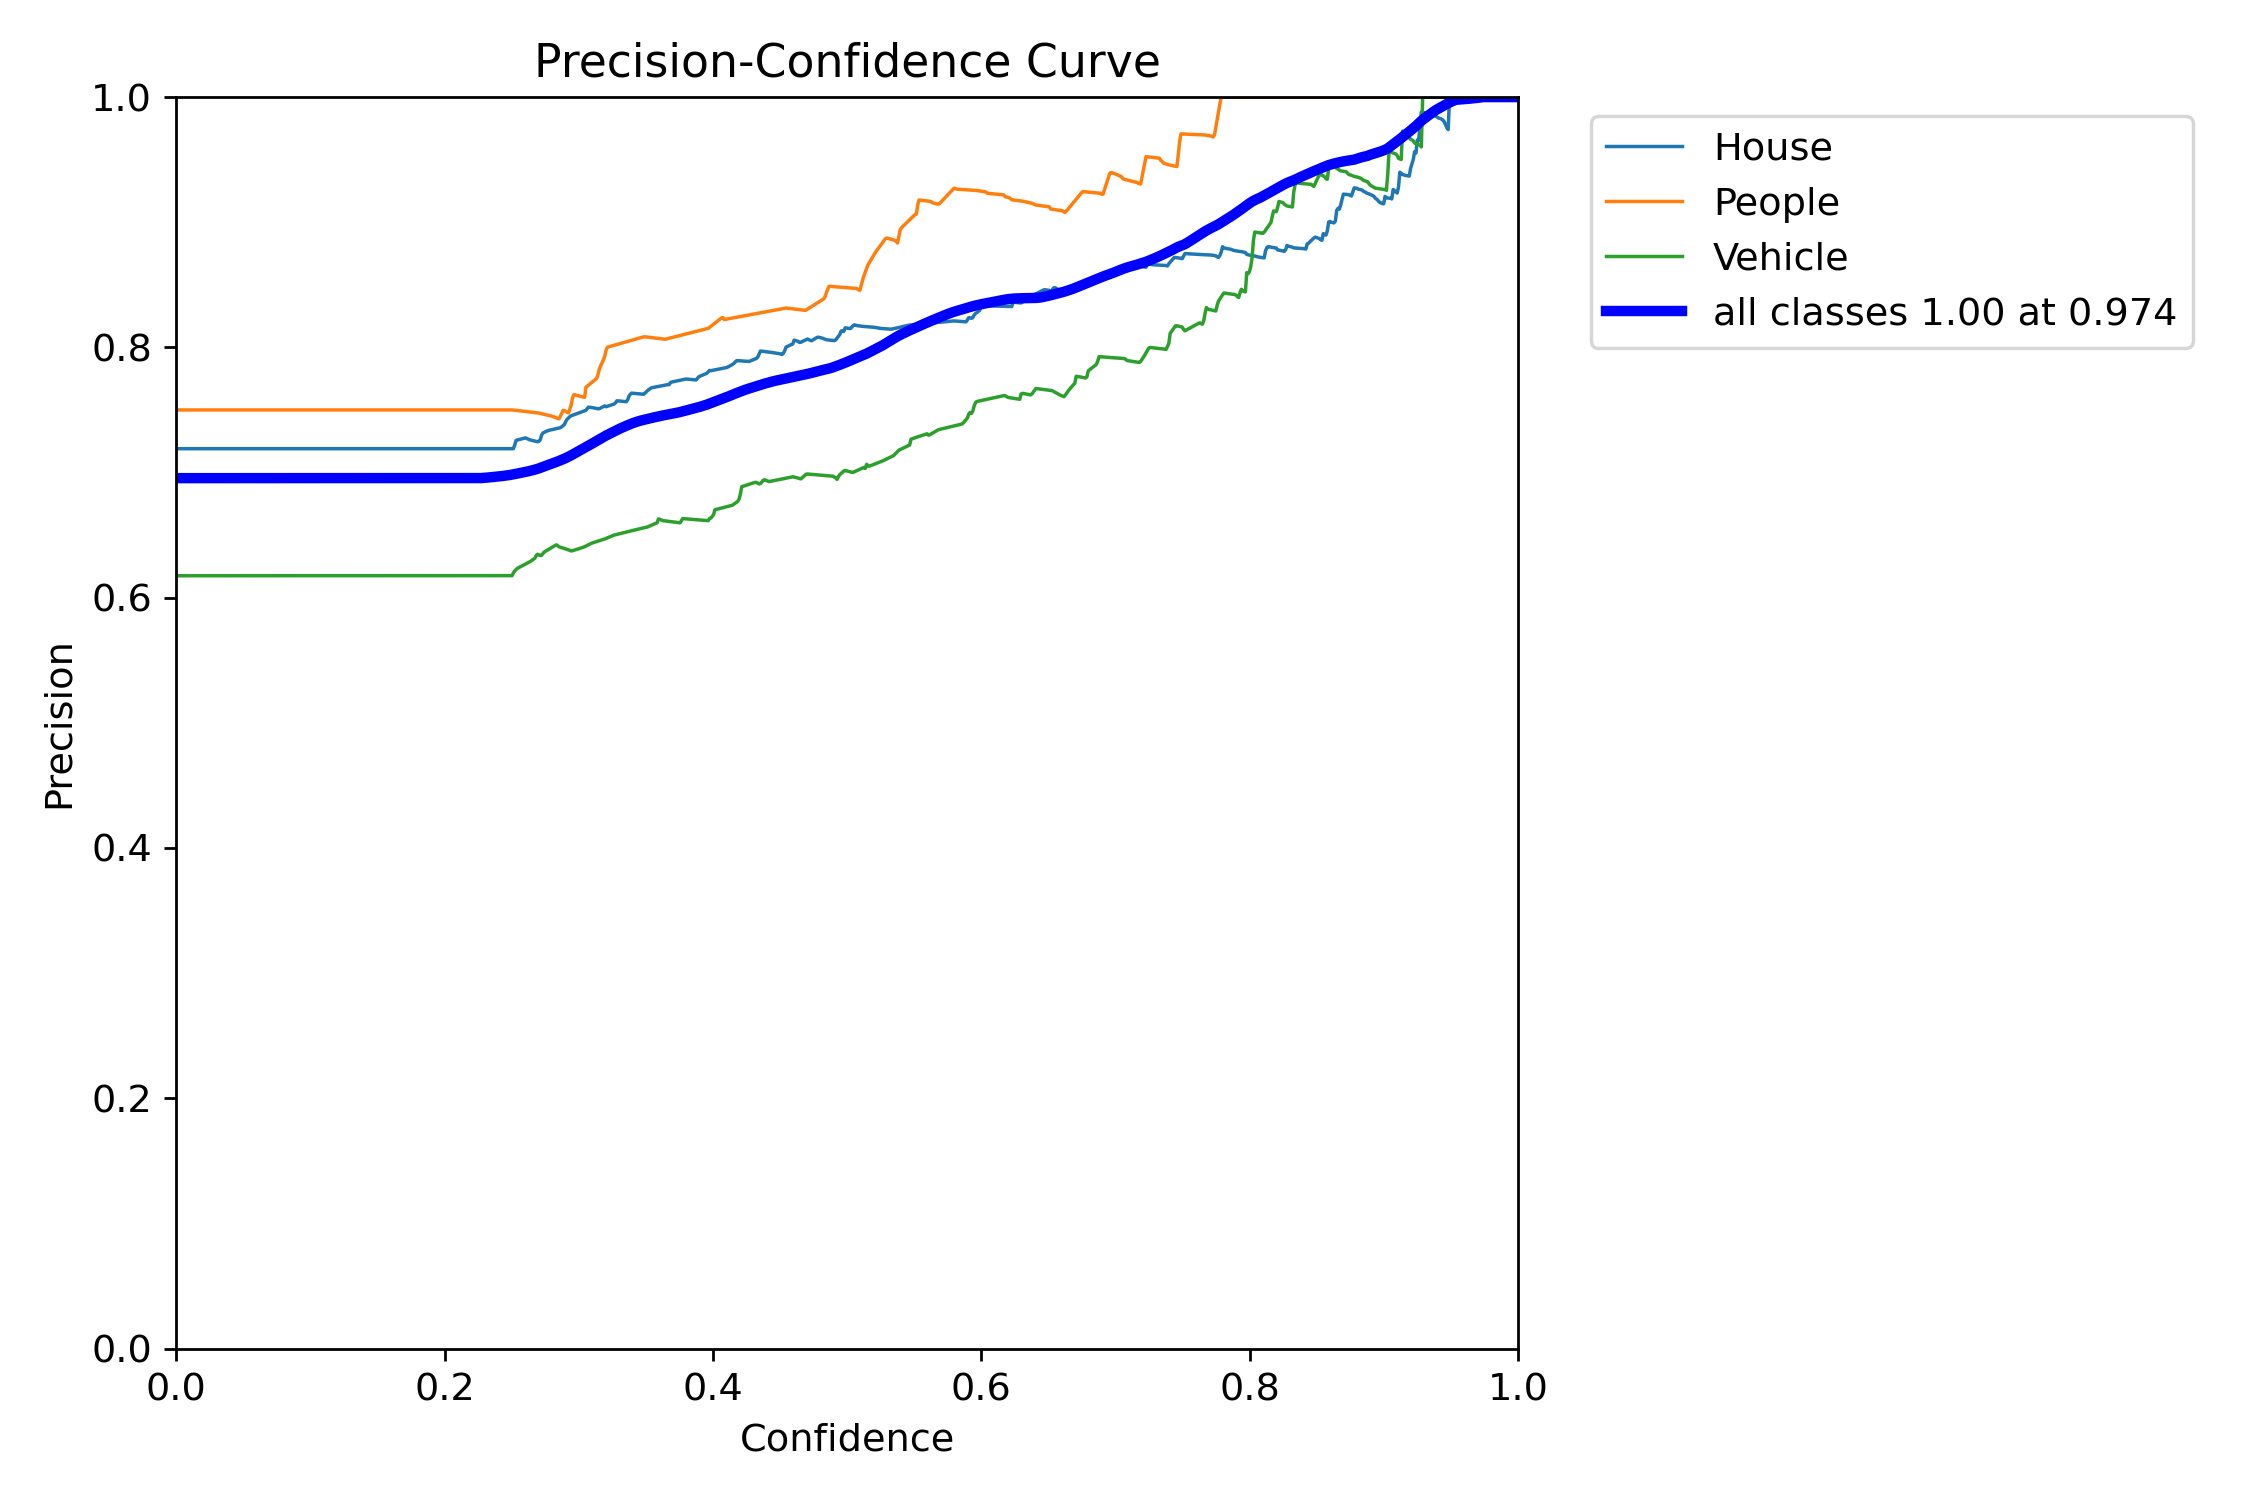 Precision-Confidence Curve
1.0
0.8
0.6
0.4
0.2
0.0
Precision
0.0 0.2 0.4 0.6 0.8 1.0
Confidence
House
People
Vehicle
all classes 1.00 at 0.974